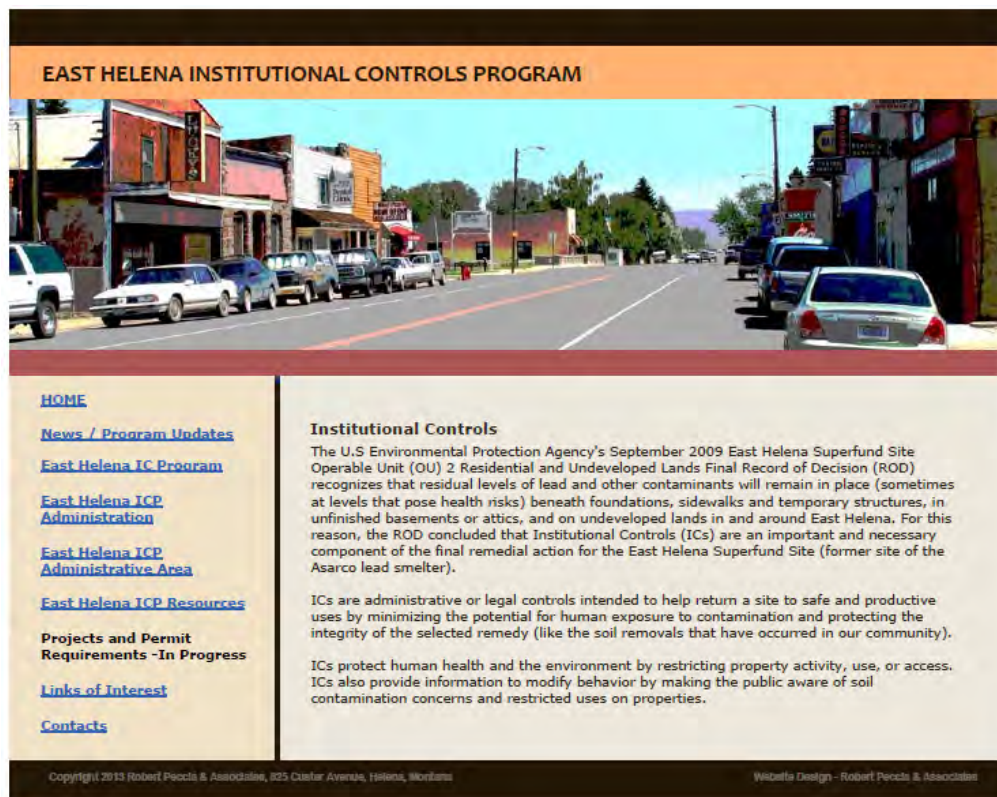 EAST HELENA INSTITUTIONAL CONTROLS PROGRAM
HOME
News / Program Updates
East Helena IC Program
East Helena ICP
Administration
East Helena ICP
Administrative Area
East Helena ICP Resources
Projects and Permit
Requirements -In Progress
Links of Interest
Contacts
Institutional Controls
The U.S Environmental Protection Agency's September 2009 East Helena Superfund Site
Operable Unit (OU) 2 Residential and Undeveloped Lands Final Record of Decision (ROD)
recognizes that residual levels of lead and other contaminants will remain in place (sometimes
at levels that pose health risks) beneath foundations, sidewalks and temporary structures, in
unfinished basements or attics, and on undeveloped lands in and around East Helena. For this
reason, the ROD concluded that Institutional Controls (ICs) are an important and necessary
component of the final remedial action for the East Helena Superfund Site (former site of the
Asarco lead smelter).
ICs are administrative or legal controls intended to help return a site to safe and productive
uses by minimizing the potential for human exposure to contamination and protecting the
integrity of the selected remedy (like the soil removals that have occurred in our community).
ICs protect human health and the environment by restricting property activity, use, or access.
ICs also provide information to modify behavior by making the public aware of soil
contamination concerns and restricted uses on properties.
Copyright 2013 Robert Peccia & Associates, 825 Custer Avenue, Helena, Montana
Website Design - Robert Peccia & Associates